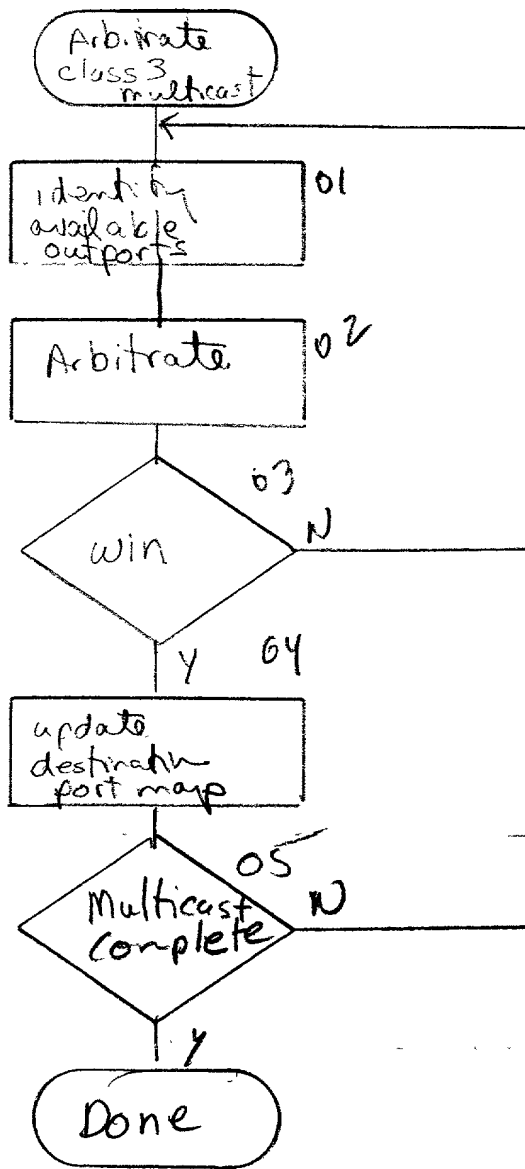 Arbitrate
class 3
multicast
identify
available
outports
01
Arbitrate
02
03
win
N
Y
04
update
destination
port map
05
Multicast
complete
N
Y
Done